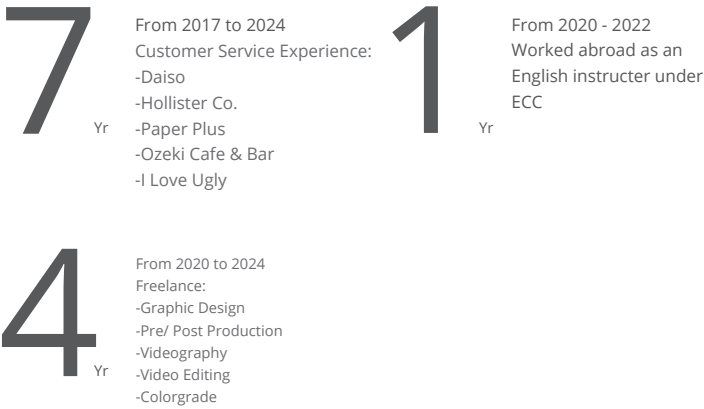 7 Yr
From 2017 to 2024
Customer Service Experience:
-Daiso
-Hollister Co.
-Paper Plus
-Ozeki Cafe & Bar
-I Love Ugly
1 Yr
From 2020 - 2022
Worked abroad as an
English instructer under
ECC
4 Yr
From 2020 to 2024
Freelance:
-Graphic Design
-Pre/ Post Production
-Videography
-Video Editing
-Colorgrade